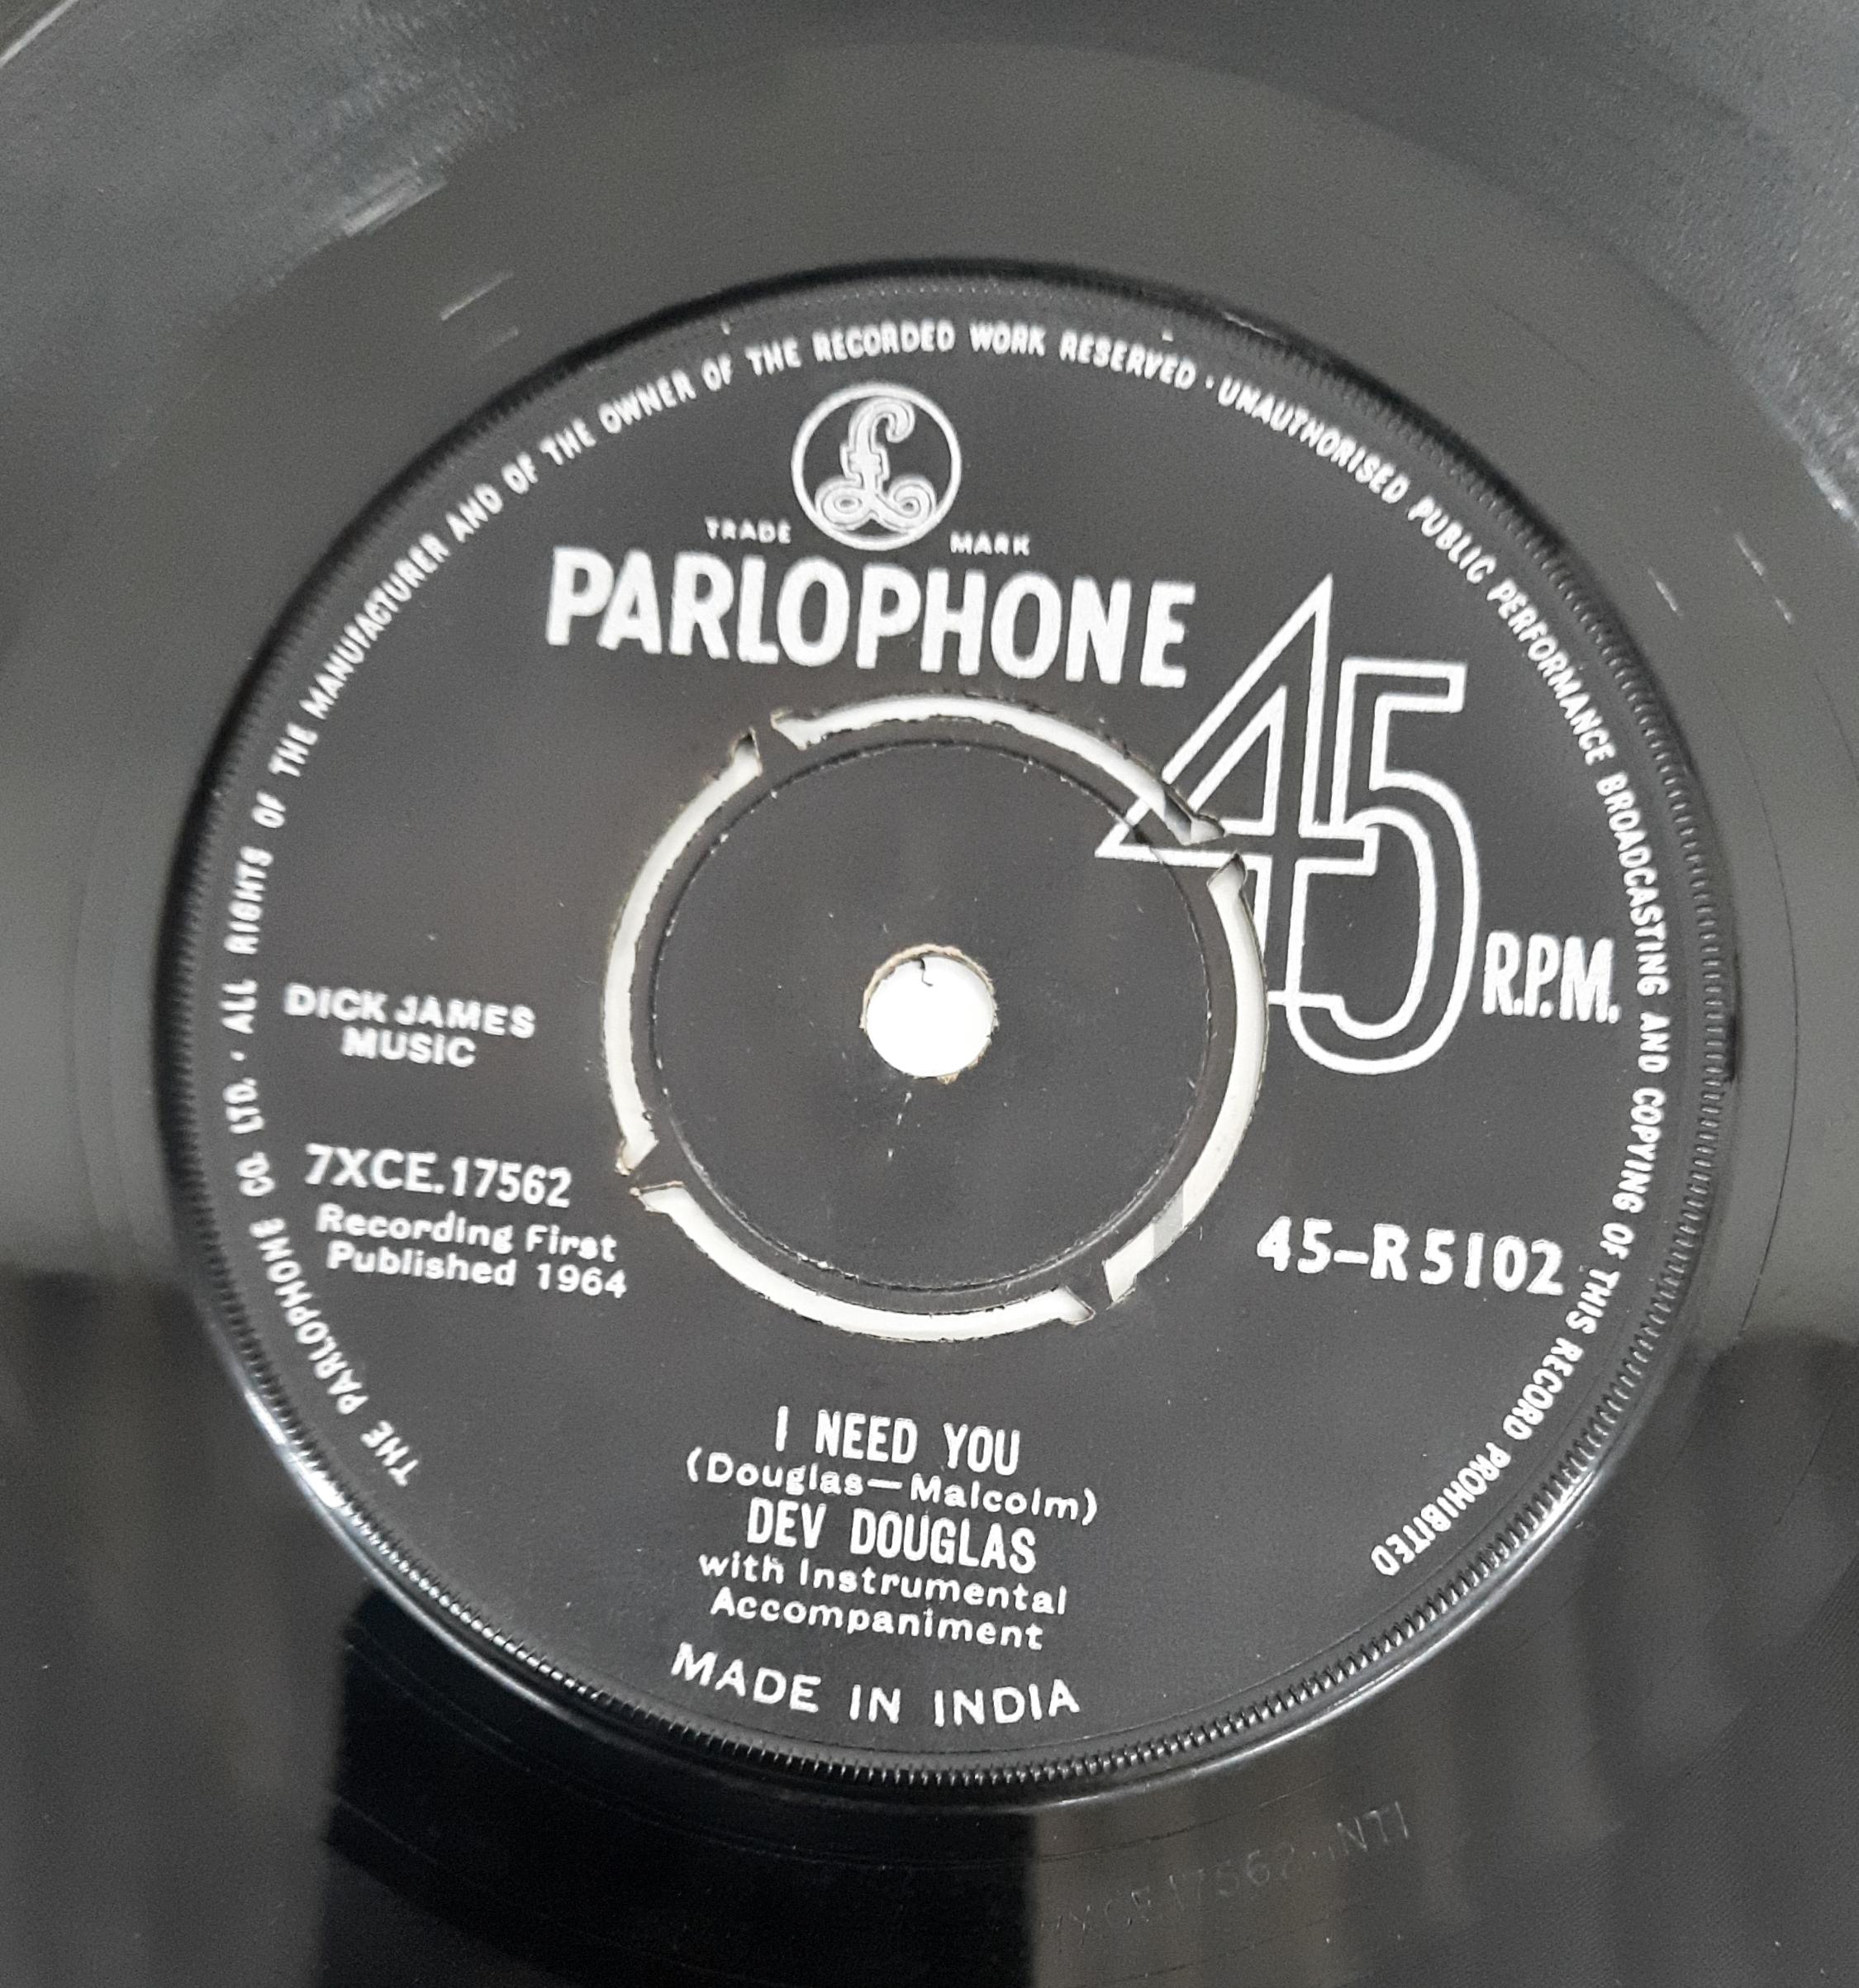 THE PARLOPHONE CO. LTD. · ALL RIGHTS OF THE MANUFACTURER AND OF THE OWNER OF THE RECORDED WORK RESERVED · UNAUTHORISED PUBLIC PERFORMANCE BROADCASTING AND COPYING OF THIS RECORD PROHIBITED
£
TRADE MARK
PARLOPHONE
45 R.P.M.
DICK JAMES
MUSIC
7XCE.17562
Recording First
Published 1964
45-R 5102
I NEED YOU
(Douglas—Malcolm)
DEV DOUGLAS
with Instrumental
Accompaniment
MADE IN INDIA